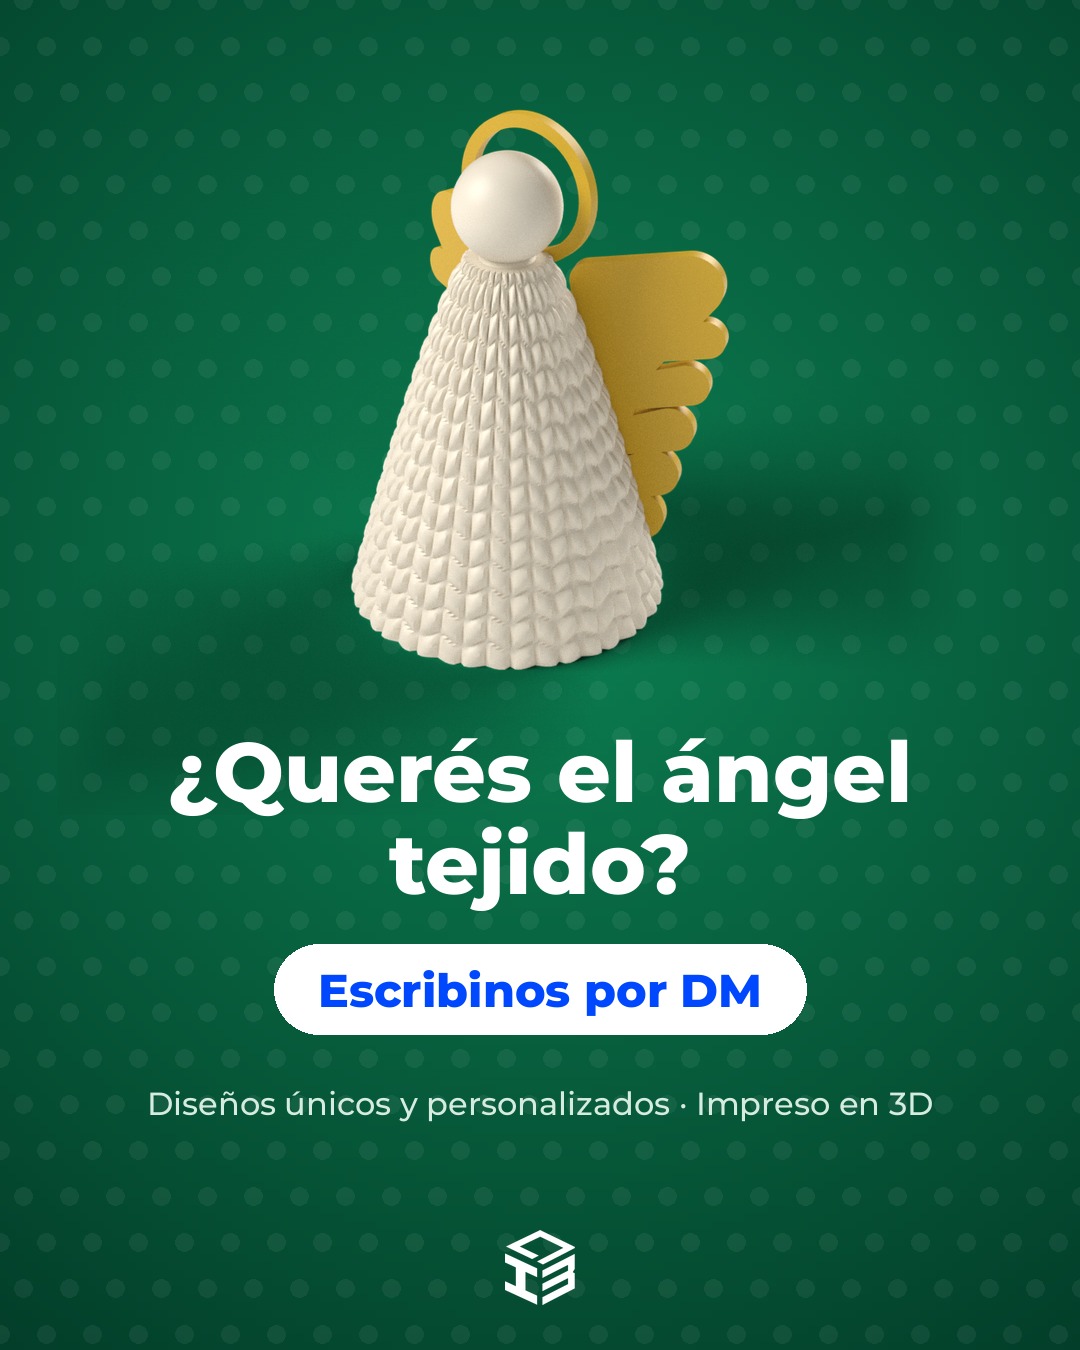 ¿Querés el ángel
tejido?
Escribinos por DM
Diseños únicos y personalizados · Impreso en 3D